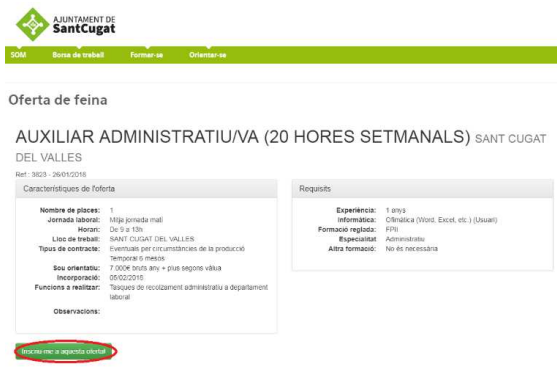 AJUNTAMENT DE
SantCugat
SOM Borsa de treball Formar-se Orientar-se
Oferta de feina
AUXILIAR ADMINISTRATIU/VA (20 HORES SETMANALS) SANT CUGAT
DEL VALLES
Ref.: 3823 - 26/01/2018
Característiques de l'oferta
Nombre de places: 1
Jornada laboral: Mitja jornada matí
Horari: De 9 a 13h
Lloc de treball: SANT CUGAT DEL VALLES
Tipus de contracte: Eventuals per circumstàncies de la producció
Temporal 6 mesos
Sou orientatiu: 7.000€ bruts any + plus segons vàlua
Incorporació: 05/02/2018
Funcions a realitzar: Tasques de recolzament administratiu a departament
laboral
Observacions:
Requisits
Experiència: 1 anys
Informàtica: Ofimàtica (Word, Excel, etc.) (Usuari)
Formació reglada: FPII
Especialitat Administratiu
Altra formació: No és necessària
Inscriu-me a aquesta oferta!